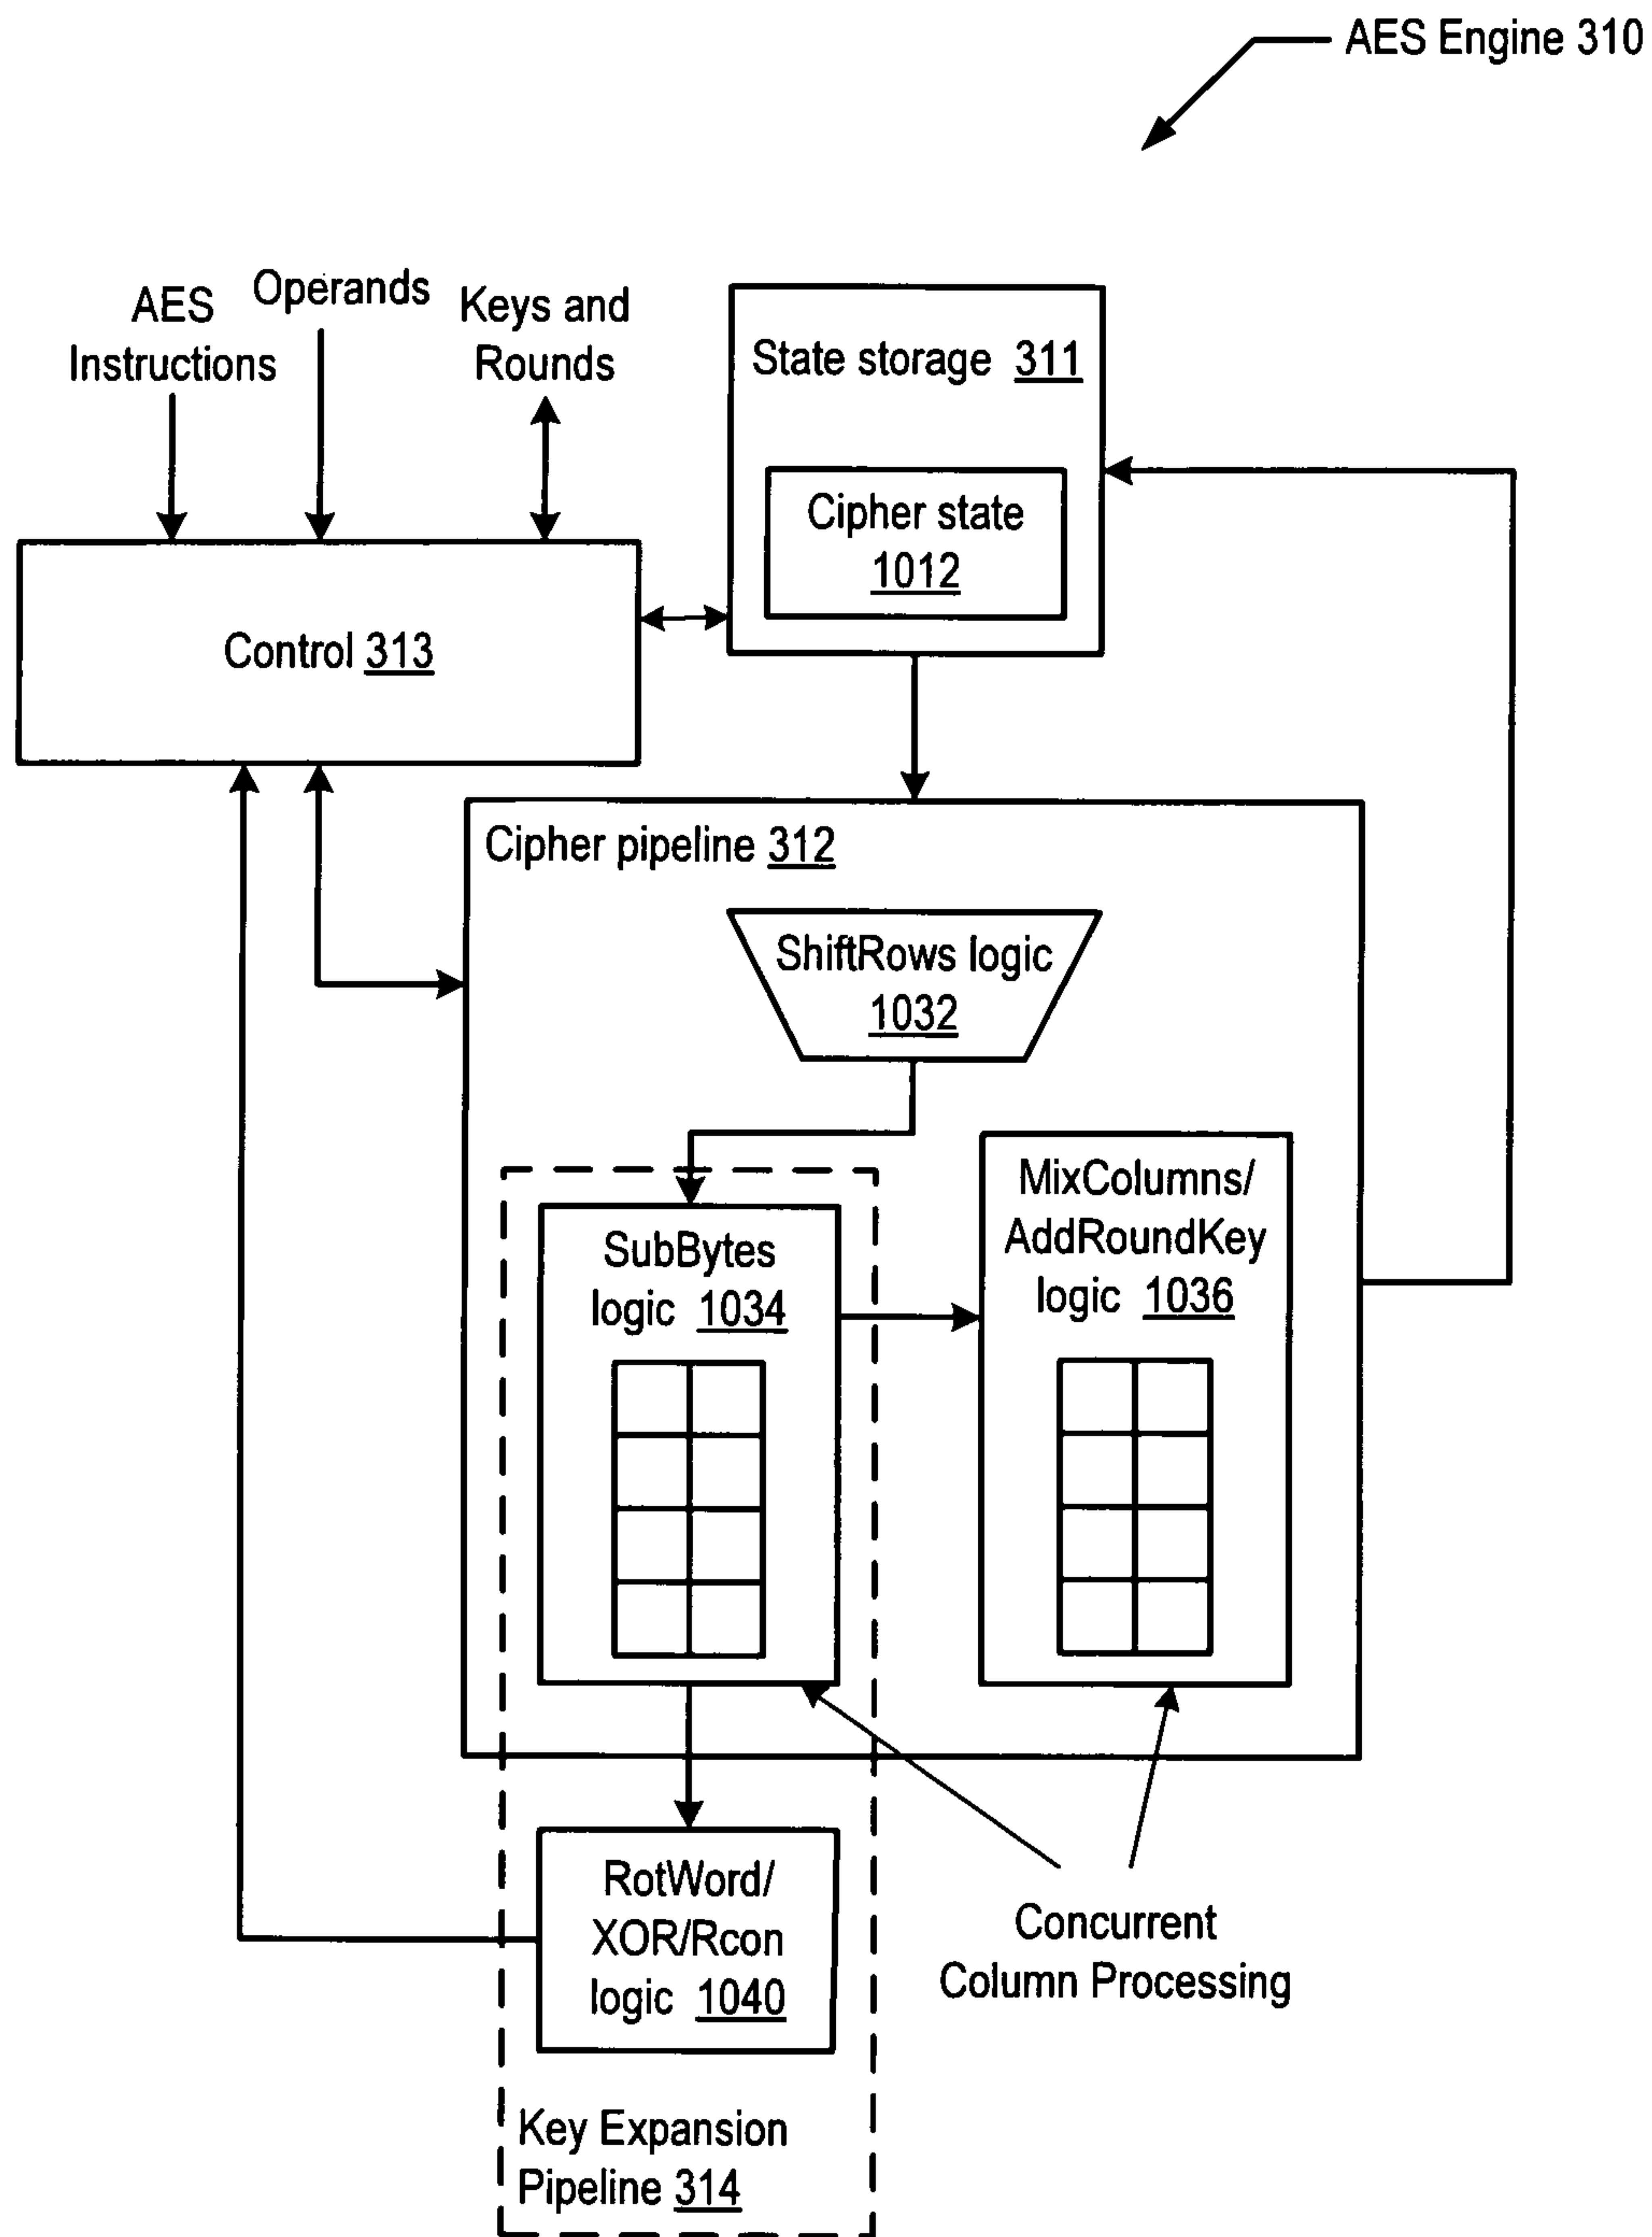 AES Engine 310
AES
Instructions
Operands
Keys and
Rounds
State storage 311
Cipher state
1012
Control 313
Cipher pipeline 312
ShiftRows logic
1032
SubBytes
logic 1034
MixColumns/
AddRoundKey
logic 1036
RotWord/
XOR/Rcon
logic 1040
Concurrent
Column Processing
Key Expansion
Pipeline 314